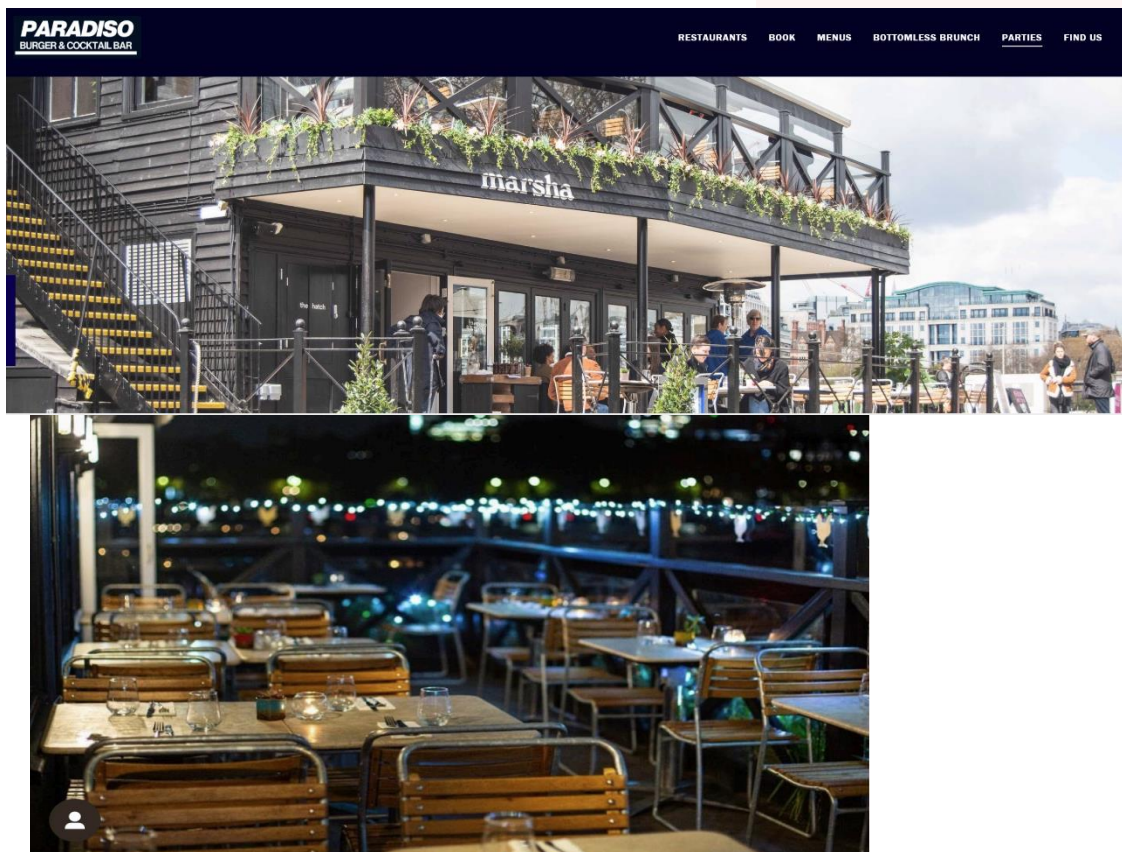 PARADISO
BURGER & COCKTAIL BAR
RESTAURANTS BOOK MENUS BOTTOMLESS BRUNCH PARTIES FIND US
marsha
the hatch